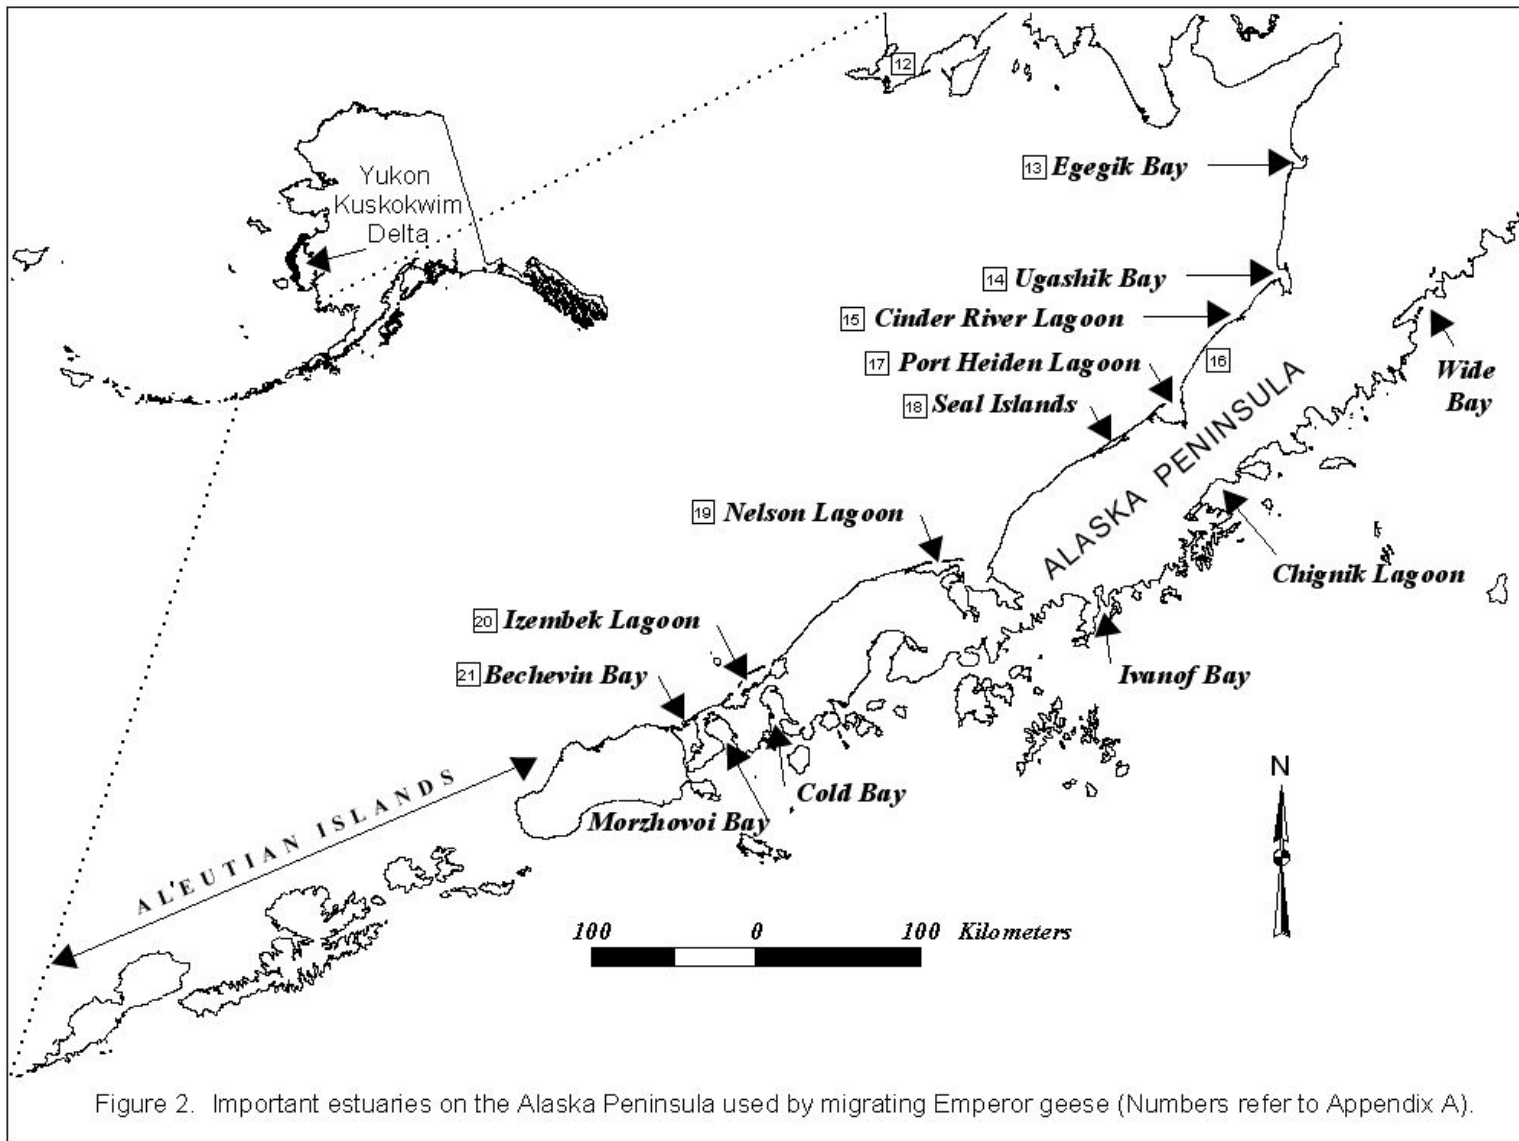 12
Yukon
Kuskokwim
Delta
13 Egegik Bay
14 Ugashik Bay
15 Cinder River Lagoon
16
17 Port Heiden Lagoon
Wide
Bay
18 Seal Islands
ALASKA PENINSULA
19 Nelson Lagoon
Chignik Lagoon
20 Izembek Lagoon
21 Bechevin Bay
Ivanof Bay
Cold Bay
Morzhovoi Bay
N
AL'EUTIAN ISLANDS
100 0 100 Kilometers
Figure 2. Important estuaries on the Alaska Peninsula used by migrating Emperor geese (Numbers refer to Appendix A).